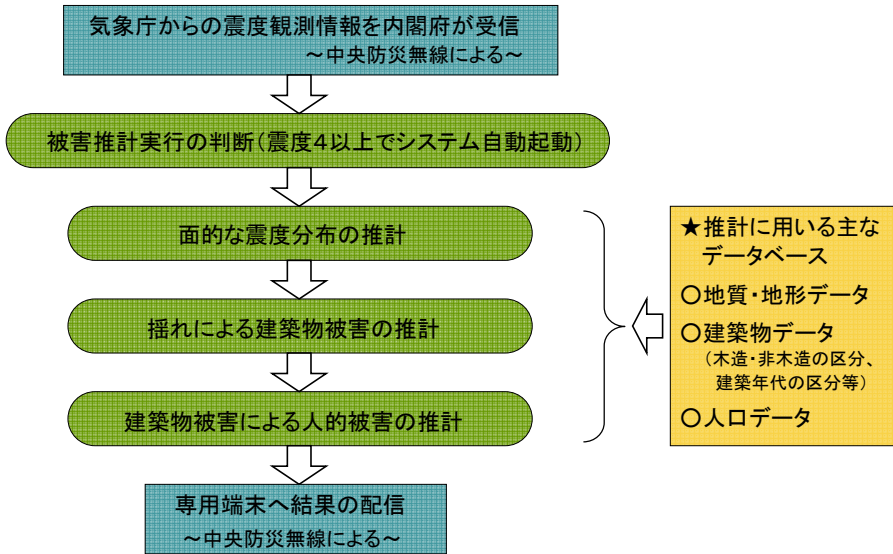 気象庁からの震度観測情報を内閣府が受信
～中央防災無線による～
被害推計実行の判断(震度４以上でシステム自動起動)
面的な震度分布の推計
揺れによる建築物被害の推計
建築物被害による人的被害の推計
専用端末へ結果の配信
～中央防災無線による～
★推計に用いる主な
データベース
○地質・地形データ
○建築物データ
(木造・非木造の区分、
建築年代の区分等)
○人口データ